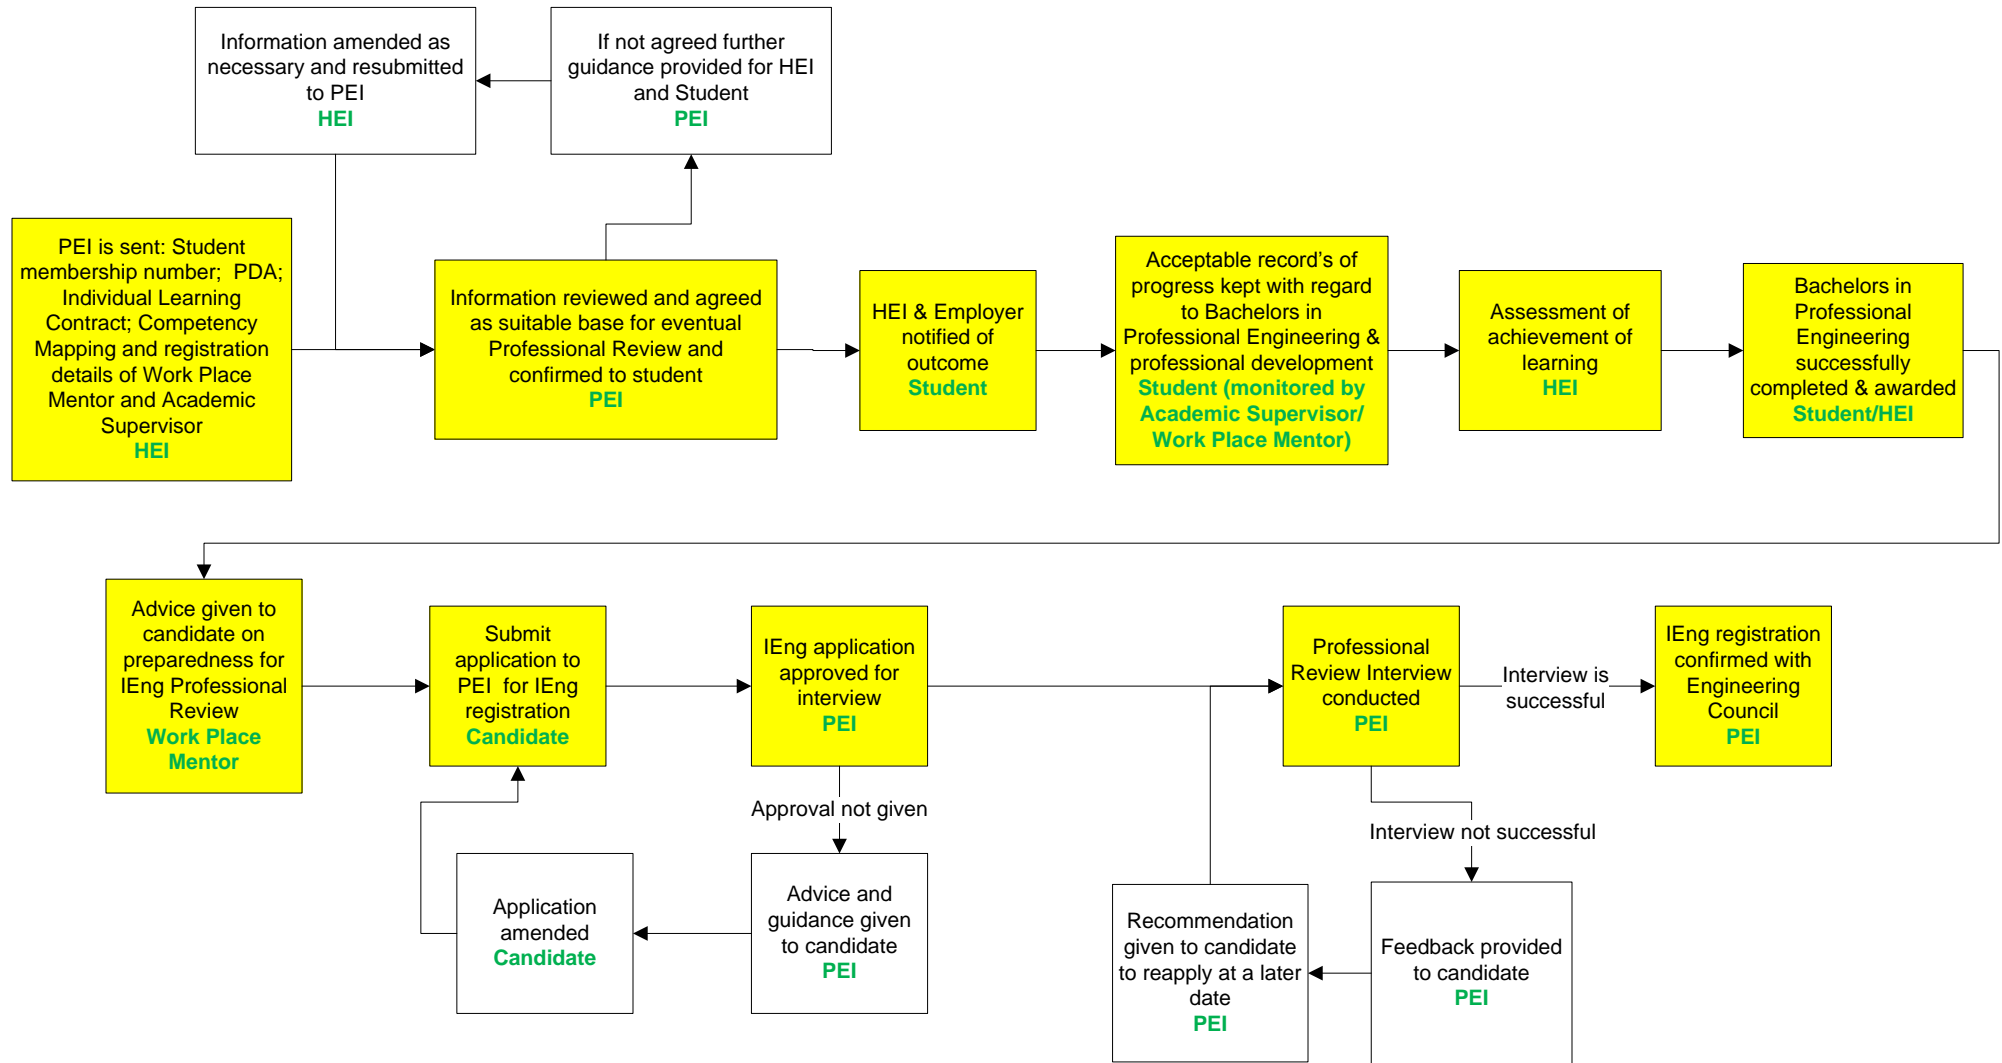 Information amended as
necessary and resubmitted
to PEI
HEI
If not agreed further
guidance provided for HEI
and Student
PEI
PEI is sent: Student
membership number;  PDA;
Individual Learning
Contract; Competency
Mapping and registration
details of Work Place
Mentor and Academic
Supervisor
HEI
Information reviewed and agreed
as suitable base for eventual
Professional Review and
confirmed to student
PEI
HEI & Employer
notified of
outcome
Student
Acceptable record’s of
progress kept with regard
to Bachelors in
Professional Engineering &
professional development
Student (monitored by
Academic Supervisor/
Work Place Mentor)
Assessment of
achievement of
learning
HEI
Bachelors in
Professional
Engineering
successfully
completed & awarded
Student/HEI
Advice given to
candidate on
preparedness for
IEng Professional
Review
Work Place
Mentor
Submit
application to
PEI  for IEng
registration
Candidate
IEng application
approved for
interview
PEI
Professional
Review Interview
conducted
PEI
Interview is
successful
IEng registration
confirmed with
Engineering
Council
PEI
Approval not given
Interview not successful
Application
amended
Candidate
Advice and
guidance given
to candidate
PEI
Recommendation
given to candidate
to reapply at a later
date
PEI
Feedback provided
to candidate
PEI